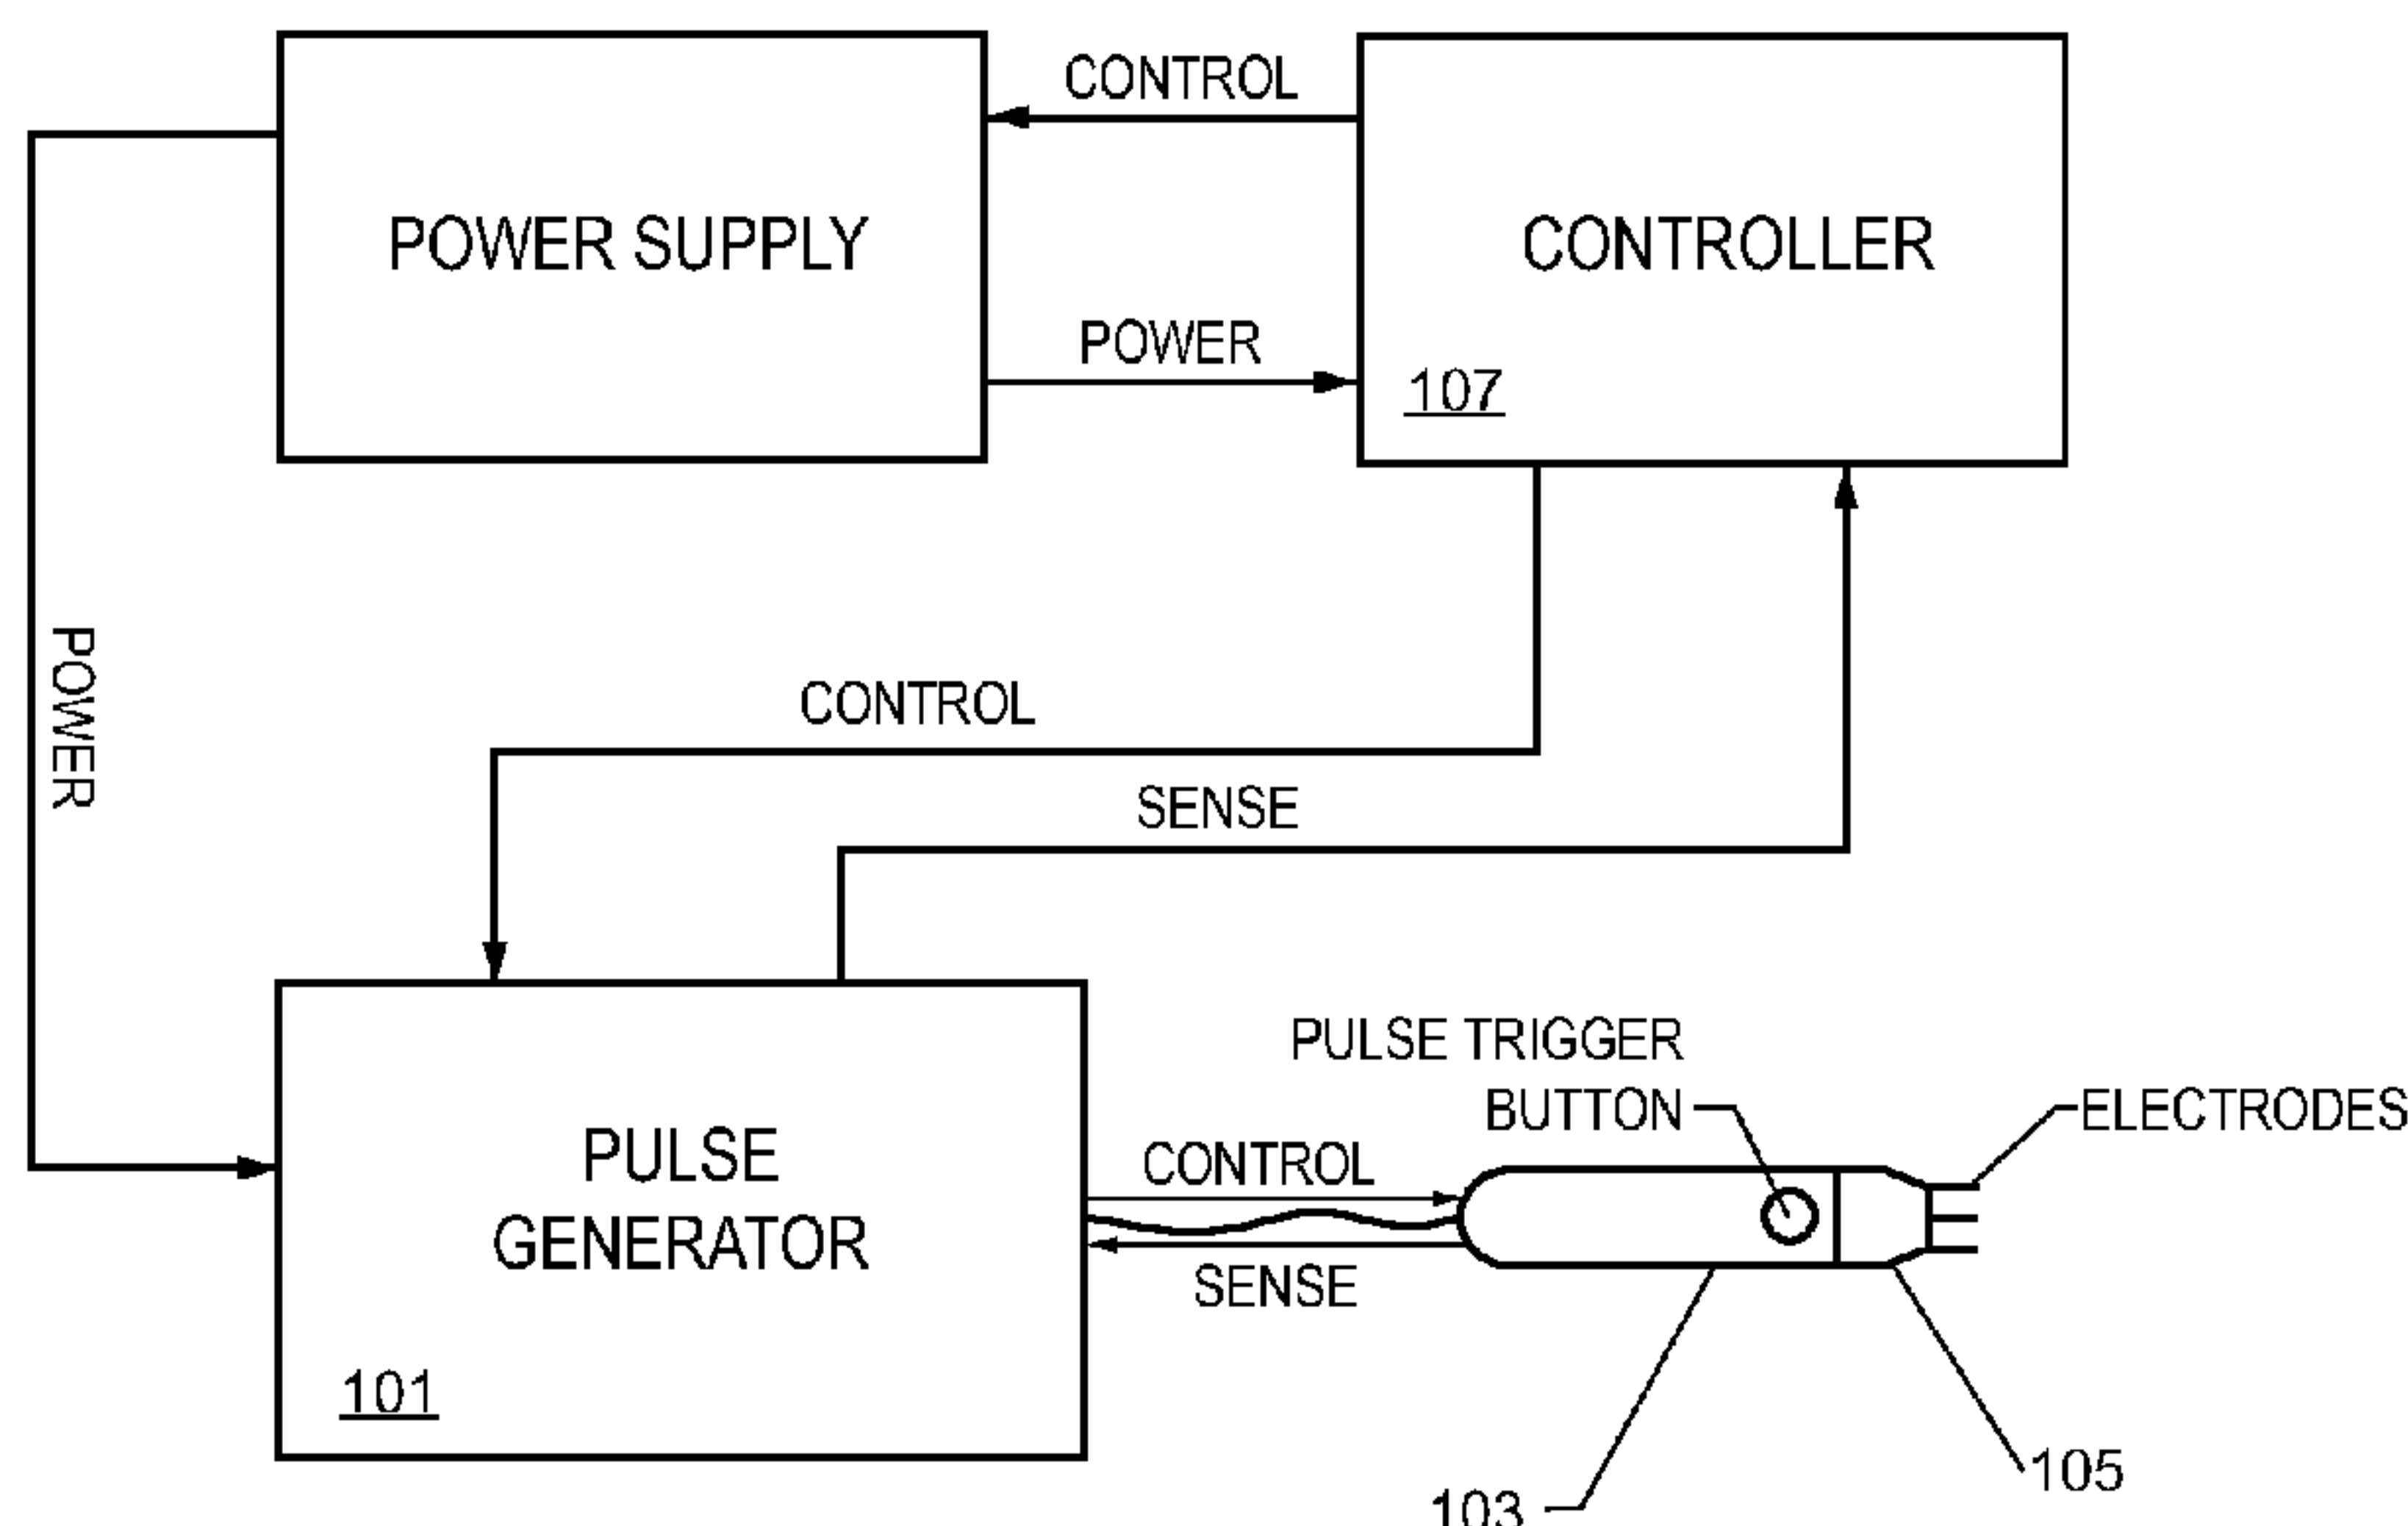 CONTROL
POWER SUPPLY
CONTROLLER
POWER
107
POWER
CONTROL
SENSE
PULSE TRIGGER
BUTTON
ELECTRODES
PULSE
GENERATOR
CONTROL
SENSE
101
105
103